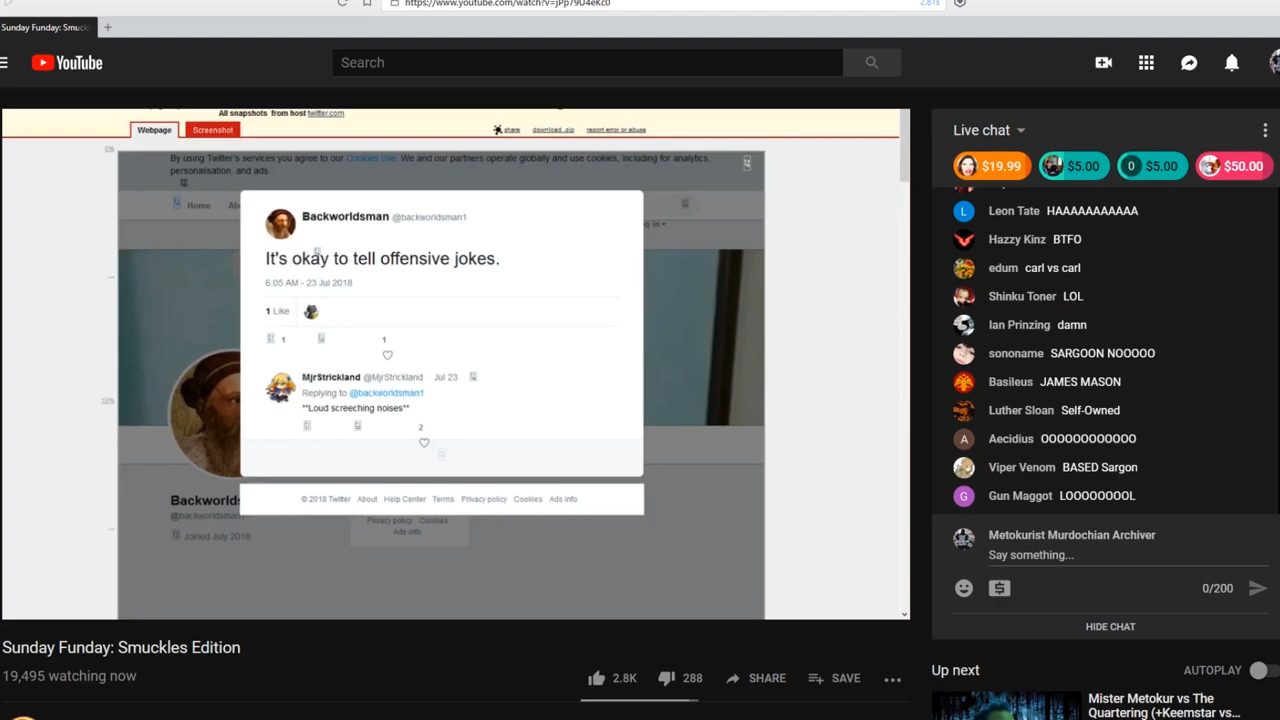 https://www.youtube.com/watch?v=jPp79U4eKc0
2.81s
Sunday Funday: Smuck
YouTube
Search
All snapshots from host twitter.com
Webpage
Screenshot
share
download .zip
report error or abuse
0%
By using Twitter's services you agree to our Cookies Use. We and our partners operate globally and use cookies, including for analytics,
personalisation, and ads.
Home
Backworldsman @backworldsman1
It's okay to tell offensive jokes.
6:05 AM - 23 Jul 2018
1 Like
1
1
MjrStrickland @MjrStrickland · Jul 23
Replying to @backworldsman1
**Loud screeching noises**
2
© 2018 Twitter About Help Center Terms Privacy policy Cookies Ads info
Backworlds
@backworldsman1
Joined July 2018
Privacy policy Cookies
Ads info
Sunday Funday: Smuckles Edition
19,495 watching now
2.8K
288
SHARE
SAVE
Live chat
$19.99
$5.00
0 $5.00
$50.00
L Leon Tate HAAAAAAAAAAA
Hazzy Kinz BTFO
edum carl vs carl
Shinku Toner LOL
Ian Prinzing damn
sononame SARGOON NOOOOO
Basileus JAMES MASON
Luther Sloan Self-Owned
A Aecidius OOOOOOOOOOOO
Viper Venom BASED Sargon
G Gun Maggot LOOOOOOOOL
Metokurist Murdochian Archiver
Say something...
0/200
HIDE CHAT
Up next
AUTOPLAY
Mister Metokur vs The
Quartering (+Keemstar vs...